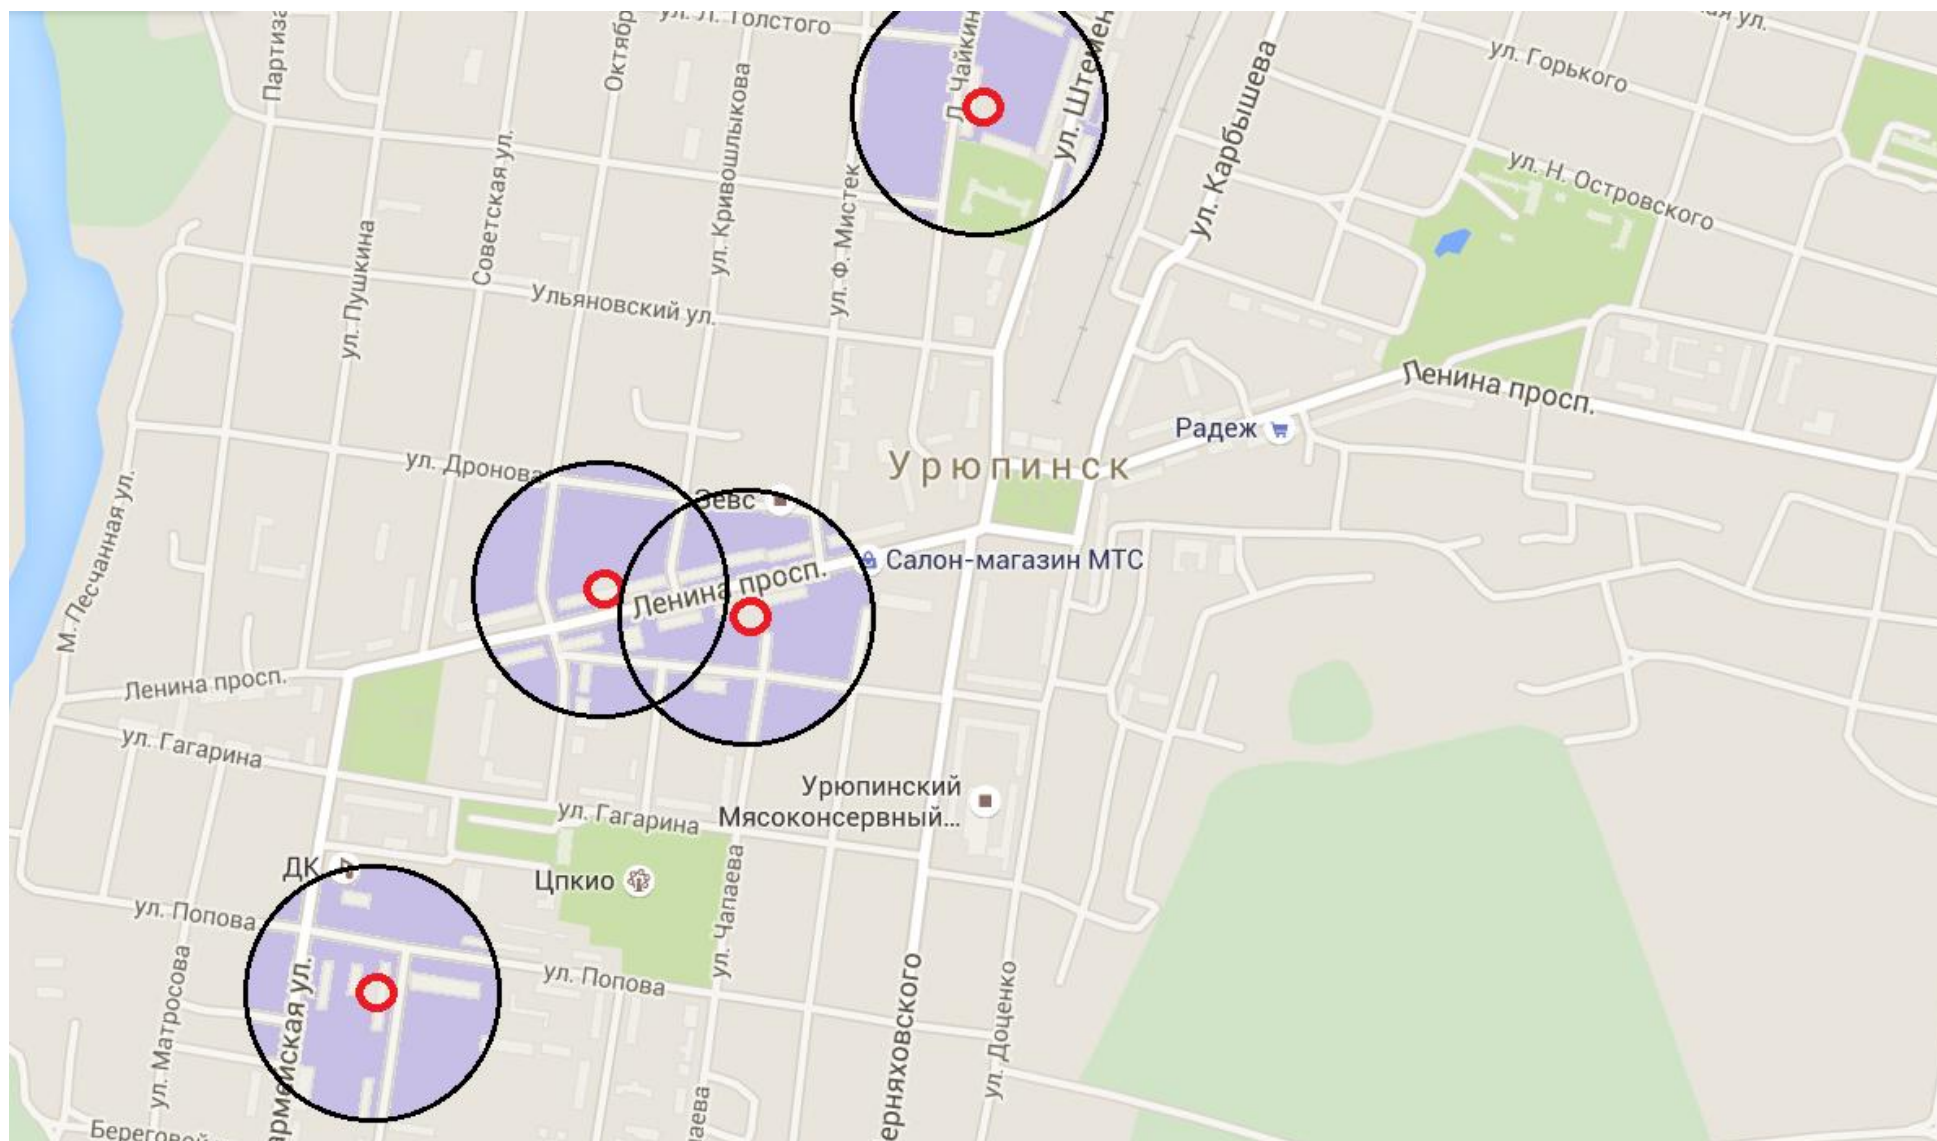 ул. Л. Толстого
Партиза
Октябр
Л. Чайкин
ул. Штемен
ул. Горького
ул. Карбышева
ул. Кривошлыкова
Советская ул.
ул. Н. Островского
ул. Ф. Мистек
ул. Пушкина
Ульяновский ул.
Ленина просп.
Радеж
Урюпинск
ул. Дронова
Зевс
М. Песчанная ул.
Салон-магазин МТС
Ленина просп.
Ленина просп.
ул. Гагарина
Урюпинский
Мясоконсервный...
ул. Гагарина
ДК
Цпкио
ул. Чапаева
ул. Попова
ул. Попова
ул. Матросова
армейская ул.
ерняховского
ул. Доценко
паева
Береговой